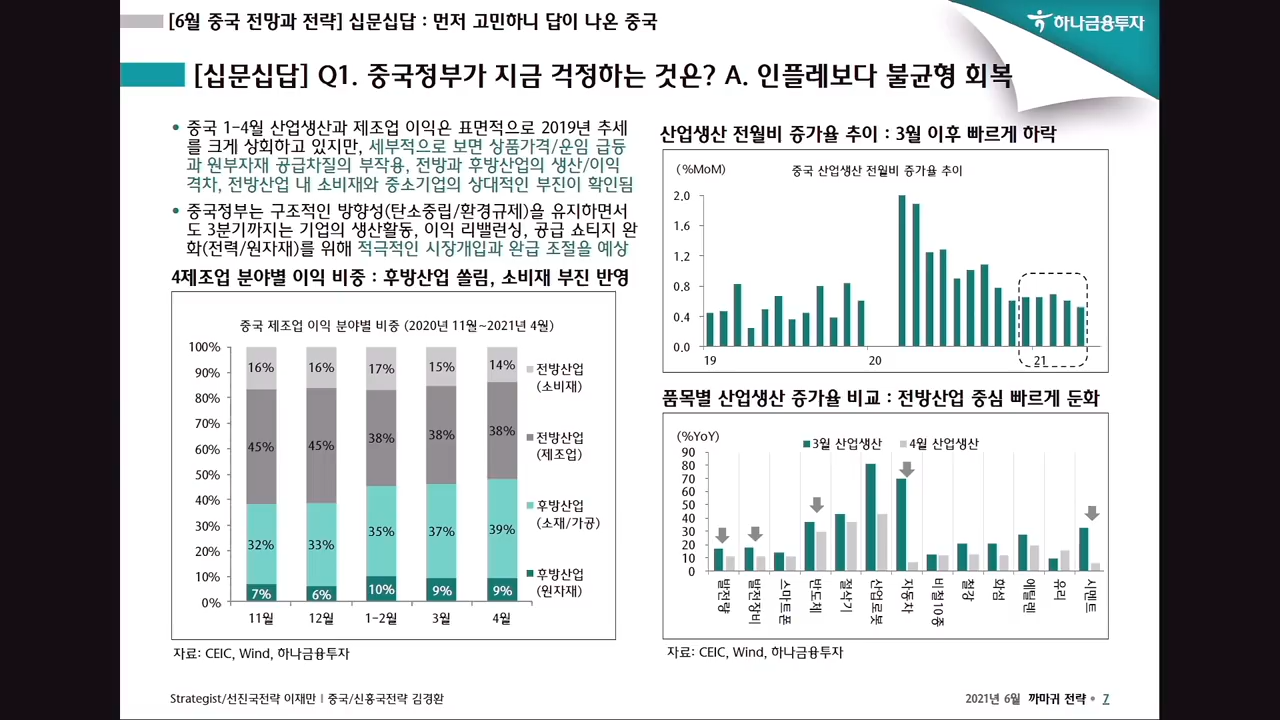 [6월 중국 전망과 전략] 십문십답 : 먼저 고민하니 답이 나온 중국
하나금융투자
[십문십답] Q1. 중국정부가 지금 걱정하는 것은? A. 인플레보다 불균형 회복
• 중국 1-4월 산업생산과 제조업 이익은 표면적으로 2019년 추세
를 크게 상회하고 있지만, 세부적으로 보면 상품가격/운임 급등
과 원부자재 공급차질의 부작용, 전방과 후방산업의 생산/이익
격차, 전방산업 내 소비재와 중소기업의 상대적인 부진이 확인됨
• 중국정부는 구조적인 방향성(탄소중립/환경규제)을 유지하면서
도 3분기까지는 기업의 생산활동, 이익 리밸런싱, 공급 쇼티지 완
화(전력/원자재)를 위해 적극적인 시장개입과 완급 조절을 예상
4제조업 분야별 이익 비중 : 후방산업 쏠림, 소비재 부진 반영
중국 제조업 이익 분야별 비중 (2020년 11월~2021년 4월)
100%
90%
80%
70%
60%
50%
40%
30%
20%
10%
0%
16% 16% 17% 15% 14%
45% 45% 38% 38% 38%
32% 33% 35% 37% 39%
7% 6% 10% 9% 9%
11월 12월 1-2월 3월 4월
전방산업
(소비재)
전방산업
(제조업)
후방산업
(소재/가공)
후방산업
(원자재)
자료: CEIC, Wind, 하나금융투자
산업생산 전월비 증가율 추이 : 3월 이후 빠르게 하락
(%MoM)
중국 산업생산 전월비 증가율 추이
2.0
1.6
1.2
0.8
0.4
0.0
19 20 21
품목별 산업생산 증가율 비교 : 전방산업 중심 빠르게 둔화
(%YoY)
3월 산업생산 4월 산업생산
90
80
70
60
50
40
30
20
10
0
발전량 발전장비 스마트폰 반도체 절삭기 산업로봇 자동차 비철10종 철강 화섬 에틸렌 유리 시멘트
자료: CEIC, Wind, 하나금융투자
Strategist/선진국전략 이재만 | 중국/신흥국전략 김경환
2021년 6월 까마귀 전략 • 7